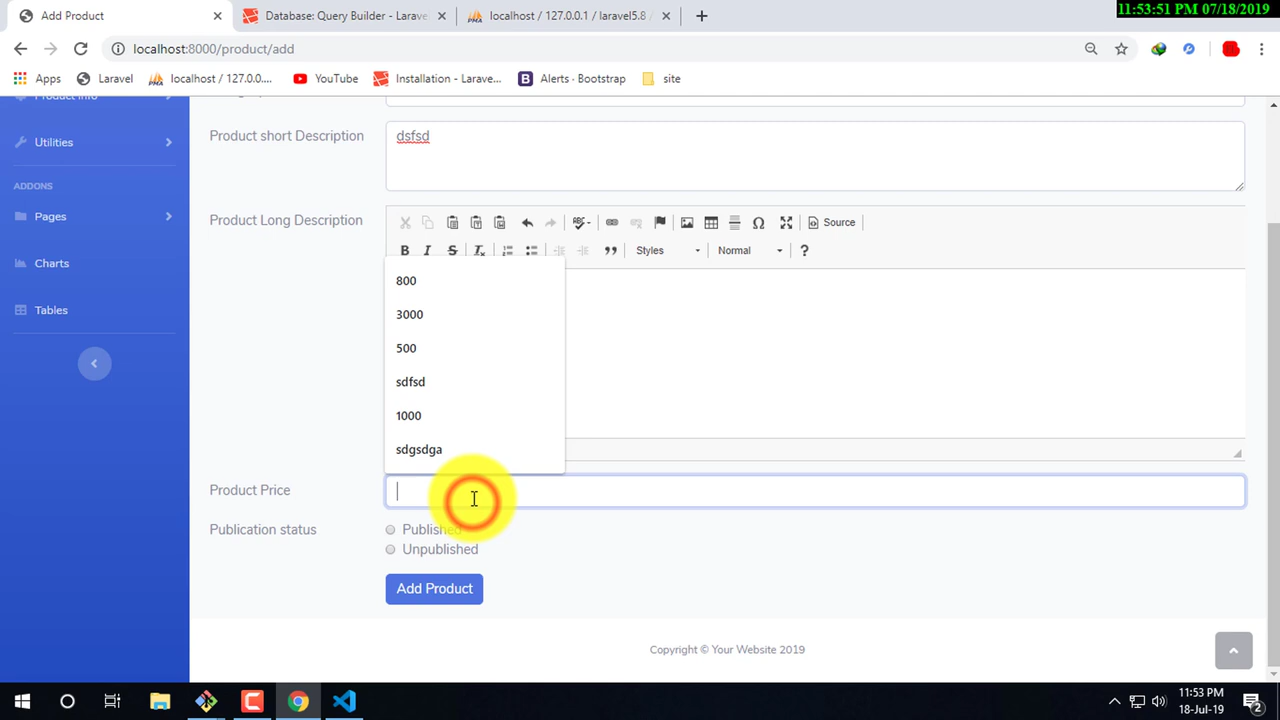 11:53:51 PM 07/18/2019
Add Product
Database: Query Builder - Larave
localhost / 127.0.0.1 / laravel5.8 /
localhost:8000/product/add
Apps
Laravel
localhost / 127.0.0....
YouTube
Installation - Larave...
Alerts · Bootstrap
site
Product Info
Utilities
ADDONS
Pages
Charts
Tables
Product short Description
dsfsd
Product Long Description
Source
B I S Styles Normal ?
800
3000
500
sdfsd
1000
sdgsdga
Product Price
Publication status
Published
Unpublished
Add Product
Copyright © Your Website 2019
11:53 PM
18-Jul-19
2